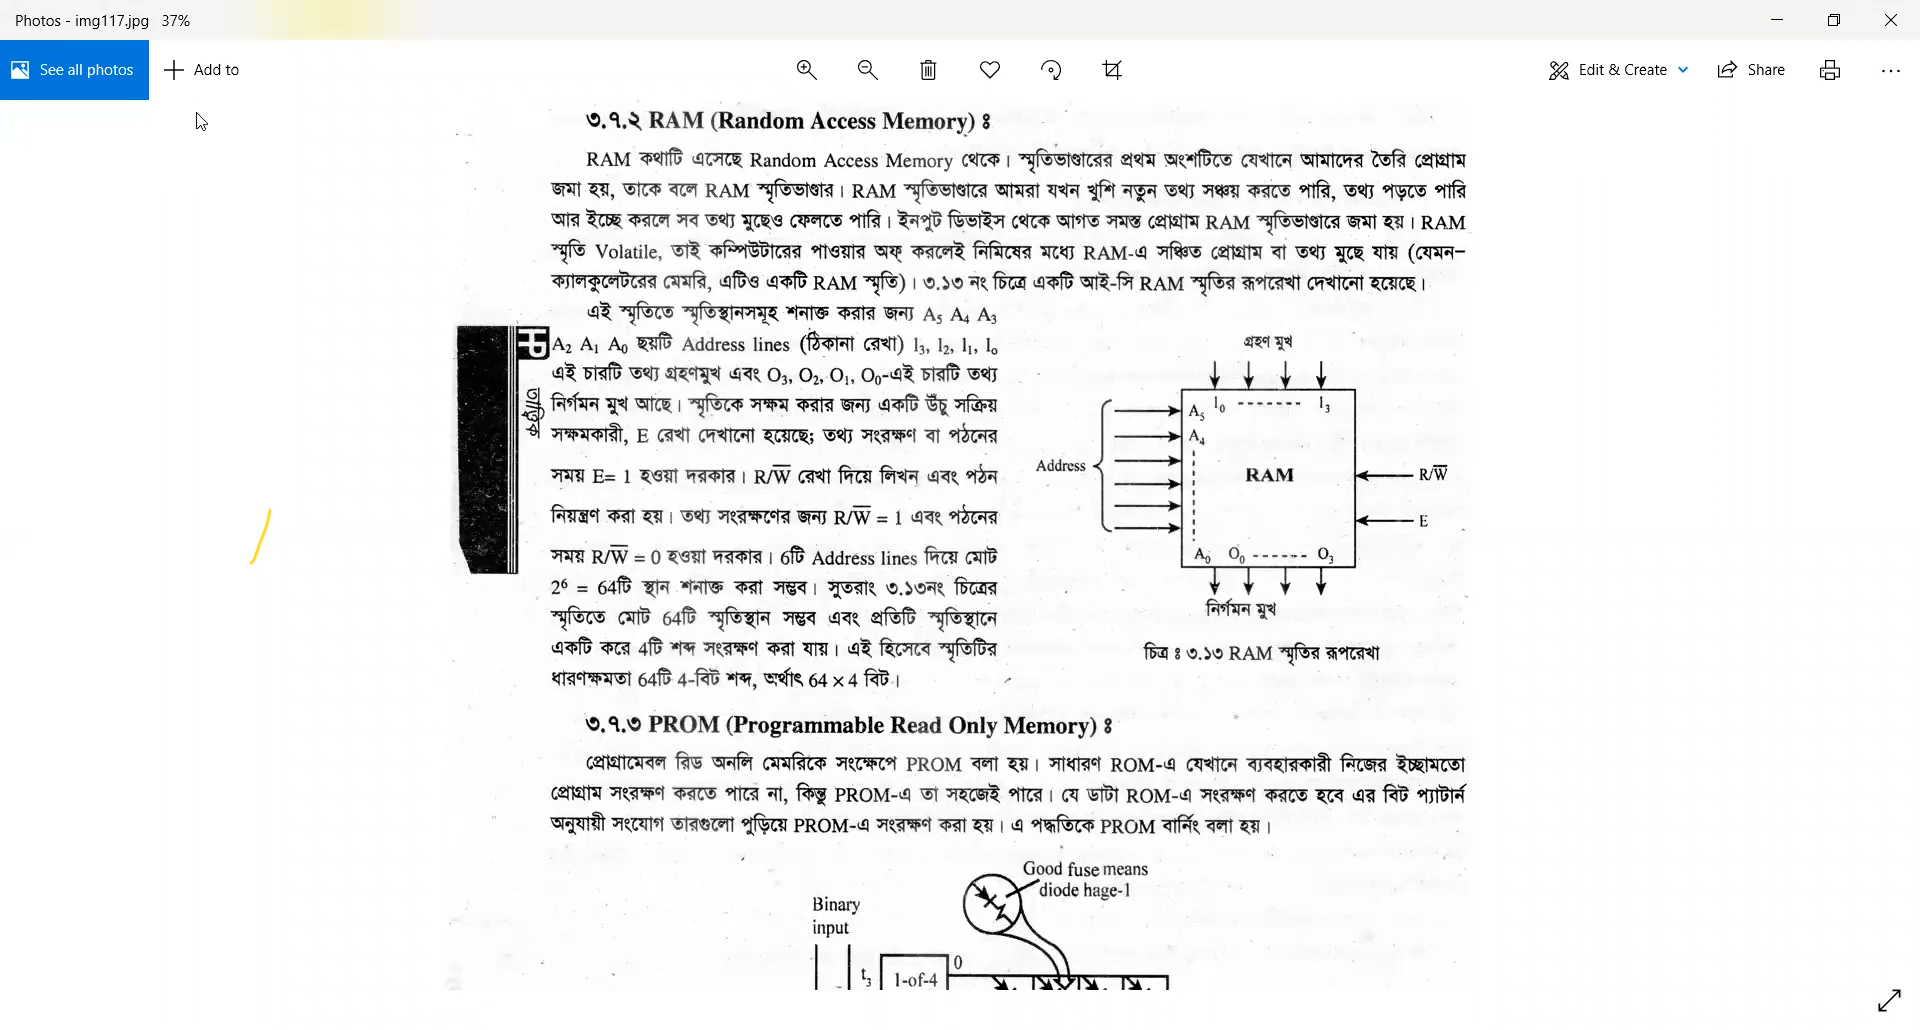 Photos - img117.jpg 37%
See all photos
Add to
Edit & Create
Share
৩.৭.২ RAM (Random Access Memory) ঃ
RAM কথাটি এসেছে Random Access Memory থেকে। স্মৃতিভাণ্ডারের প্রথম অংশটিতে যেখানে আমাদের তৈরি প্রোগ্রাম
জমা হয়, তাকে বলে RAM স্মৃতিভাণ্ডার। RAM স্মৃতিভাণ্ডারে আমরা যখন খুশি নতুন তথ্য সঞ্চয় করতে পারি, তথ্য পড়তে পারি
আর ইচ্ছে করলে সব তথ্য মুছেও ফেলতে পারি। ইনপুট ডিভাইস থেকে আগত সমস্ত প্রোগ্রাম RAM স্মৃতিভাণ্ডারে জমা হয়। RAM
স্মৃতি Volatile, তাই কম্পিউটারের পাওয়ার অফ্ করলেই নিমিষের মধ্যে RAM-এ সঞ্চিত প্রোগ্রাম বা তথ্য মুছে যায় (যেমন–
ক্যালকুলেটরের মেমরি, এটিও একটি RAM স্মৃতি)। ৩.১৩ নং চিত্রে একটি আই-সি RAM স্মৃতির রূপরেখা দেখানো হয়েছে।
এই স্মৃতিতে স্মৃতিস্থানসমূহ শনাক্ত করার জন্য A₅ A₄ A₃
A₂ A₁ A₀ ছয়টি Address lines (ঠিকানা রেখা) I₃, I₂, I₁, I₀
এই চারটি তথ্য গ্রহণমুখ এবং O₃, O₂, O₁, O₀-এই চারটি তথ্য
নির্গমন মুখ আছে। স্মৃতিকে সক্ষম করার জন্য একটি উঁচু সক্রিয়
সক্ষমকারী, E রেখা দেখানো হয়েছে; তথ্য সংরক্ষণ বা পঠনের
সময় E= 1 হওয়া দরকার। R/W̅ রেখা দিয়ে লিখন এবং পঠন
নিয়ন্ত্রণ করা হয়। তথ্য সংরক্ষণের জন্য R/W̅ = 1 এবং পঠনের
সময় R/W̅ = 0 হওয়া দরকার। 6টি Address lines দিয়ে মোট
2⁶ = 64টি স্থান শনাক্ত করা সম্ভব। সুতরাং ৩.১৩নং চিত্রের
স্মৃতিতে মোট 64টি স্মৃতিস্থান সম্ভব এবং প্রতিটি স্মৃতিস্থানে
একটি করে 4টি শব্দ সংরক্ষণ করা যায়। এই হিসেবে স্মৃতিটির
ধারণক্ষমতা 64টি 4-বিট শব্দ, অর্থাৎ 64 × 4 বিট।
তাত্ত্বিক
গ্রহণ মুখ
A₅ I₀ ------- I₃
A₄
Address
RAM
R/W̅
E
A₀ O₀ ------ O₃
নির্গমন মুখ
চিত্র ঃ ৩.১৩ RAM স্মৃতির রূপরেখা
৩.৭.৩ PROM (Programmable Read Only Memory) ঃ
প্রোগ্রামেবল রিড অনলি মেমরিকে সংক্ষেপে PROM বলা হয়। সাধারণ ROM-এ যেখানে ব্যবহারকারী নিজের ইচ্ছামতো
প্রোগ্রাম সংরক্ষণ করতে পারে না, কিন্তু PROM-এ তা সহজেই পারে। যে ডাটা ROM-এ সংরক্ষণ করতে হবে এর বিট প্যাটার্ন
অনুযায়ী সংযোগ তারগুলো পুড়িয়ে PROM-এ সংরক্ষণ করা হয়। এ পদ্ধতিকে PROM বার্নিং বলা হয়।
Good fuse means
diode hage-1
Binary
input
t₃
1-of-4
0